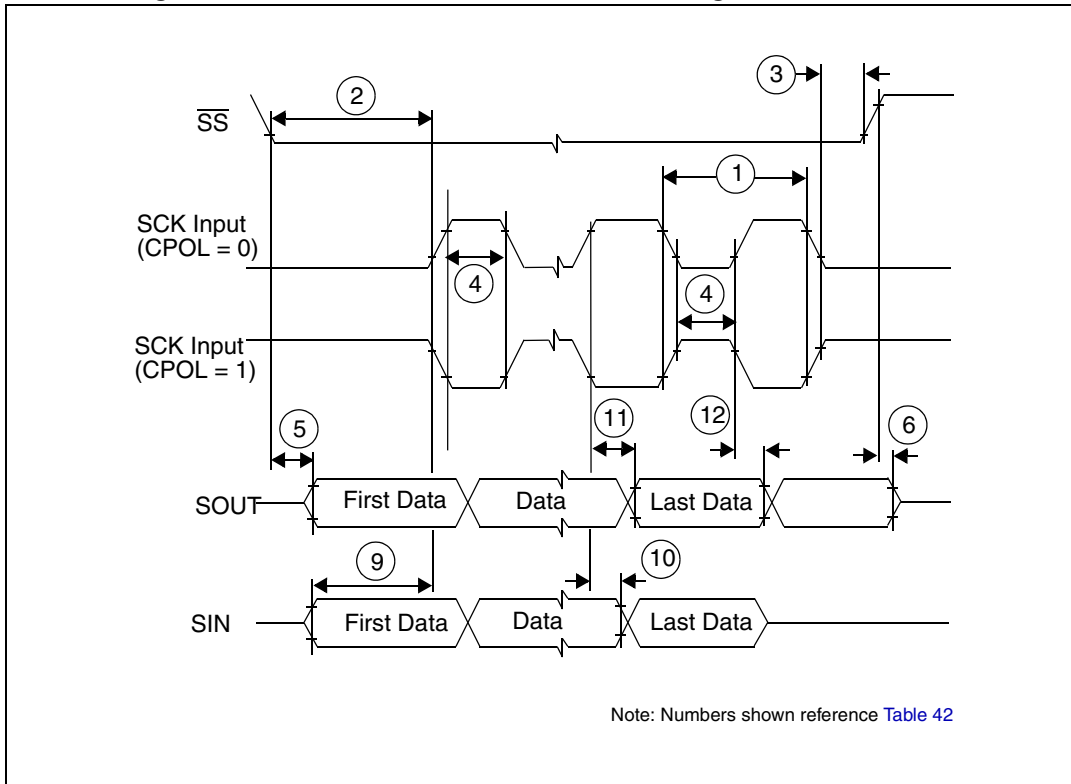 3
2
SS
1
SCK Input
(CPOL = 0)
4
4
SCK Input
(CPOL = 1)
11
12
5
6
SOUT
First Data
Data
Last Data
9
10
SIN
First Data
Data
Last Data
Note: Numbers shown reference Table 42